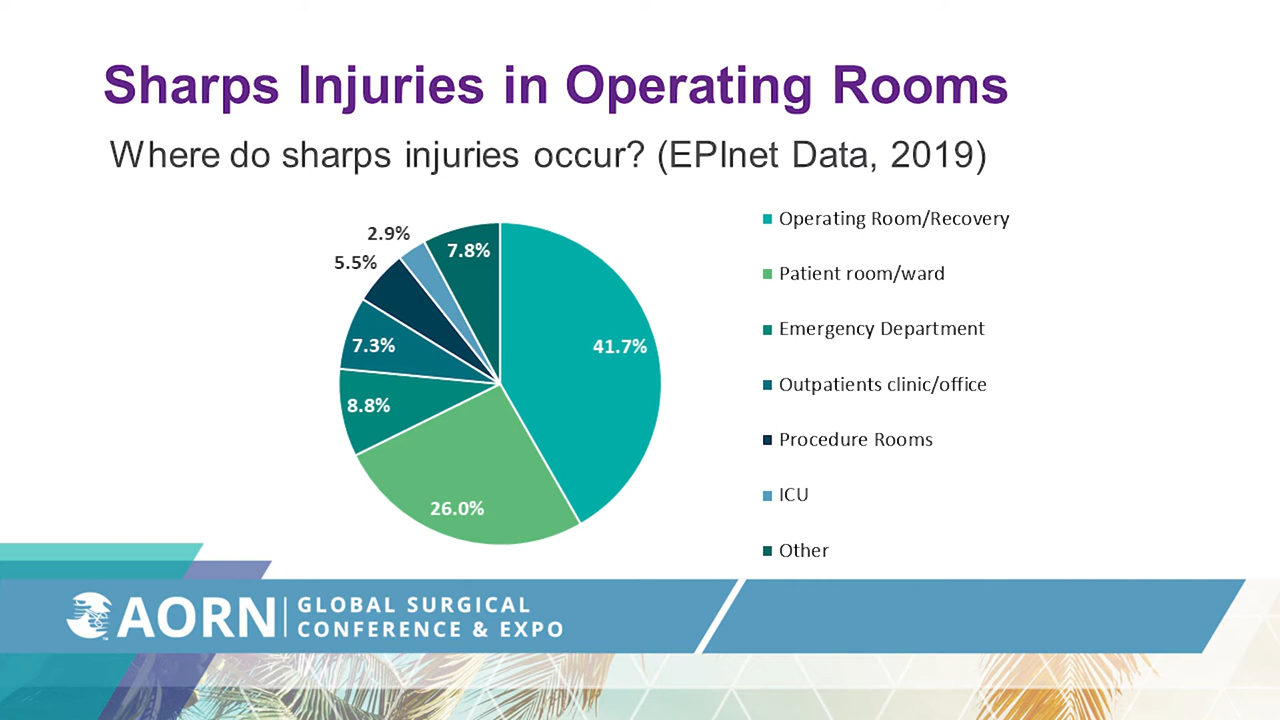 Sharps Injuries in Operating Rooms
Where do sharps injuries occur? (EPInet Data, 2019)
2.9%
7.8%
5.5%
41.7%
7.3%
8.8%
26.0%
Operating Room/Recovery
Patient room/ward
Emergency Department
Outpatients clinic/office
Procedure Rooms
ICU
Other
AORN
GLOBAL SURGICAL
CONFERENCE & EXPO